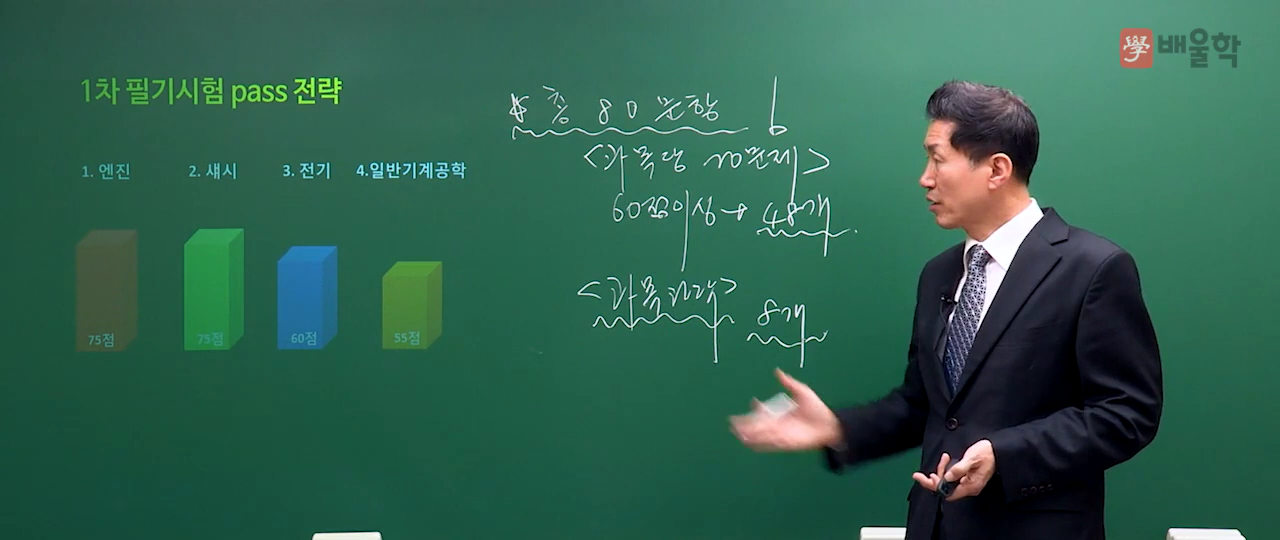 學 배울학
1차 필기시험 pass 전략
1. 엔진 2. 섀시 3. 전기 4.일반기계공학
75점 75점 60점 55점
총 80문항
<과목당 20문제>
60점이상 → 48개
<과목과락>
8개